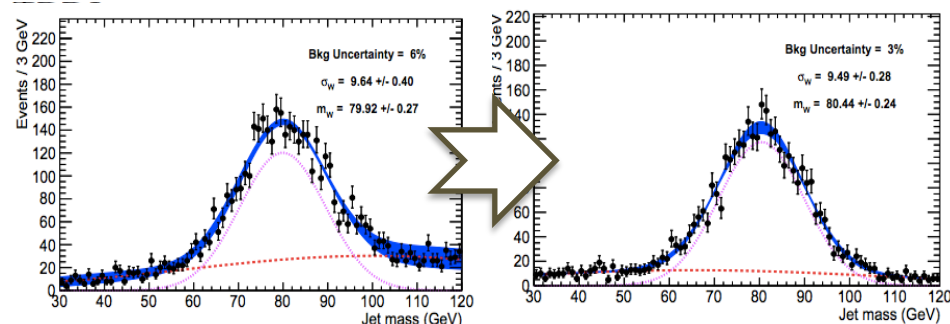 Events / 3 GeV
220
200
180
160
140
120
100
80
60
40
20
0
Bkg Uncertainty = 6%
σw = 9.64 +/- 0.40
mw = 79.92 +/- 0.27
30 40 50 60 70 80 90 100 110 120
Jet mass (GeV)
Events / 3 GeV
220
200
180
160
140
120
100
80
60
40
20
0
Bkg Uncertainty = 3%
σw = 9.49 +/- 0.28
mw = 80.44 +/- 0.24
30 40 50 60 70 80 90 100 110 120
Jet mass (GeV)